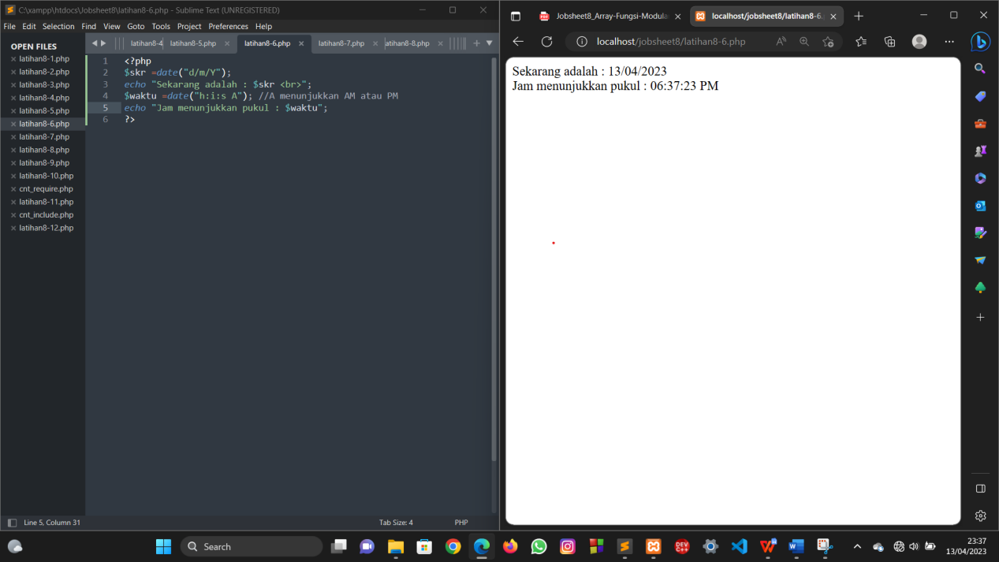 C:\xampp\htdocs\Jobsheet8\latihan8-6.php - Sublime Text (UNREGISTERED)
File Edit Selection Find View Goto Tools Project Preferences Help
OPEN FILES
latihan8-1.php
latihan8-2.php
latihan8-3.php
latihan8-4.php
latihan8-5.php
latihan8-6.php
latihan8-7.php
latihan8-8.php
latihan8-9.php
latihan8-10.php
cnt_require.php
latihan8-11.php
cnt_include.php
latihan8-12.php
latihan8-4 latihan8-5.php latihan8-6.php latihan8-7.php atihan8-8.php
1 <?php
2 $skr =date("d/m/Y");
3 echo "Sekarang adalah : $skr <br>";
4 $waktu =date("h:i:s A"); //A menunjukkan AM atau PM
5 echo "Jam menunjukkan pukul : $waktu";
6 ?>
Line 5, Column 31 Tab Size: 4 PHP
Jobsheet8_Array-Fungsi-Modula localhost/jobsheet8/latihan8-6.
localhost/jobsheet8/latihan8-6.php
Sekarang adalah : 13/04/2023
Jam menunjukkan pukul : 06:37:23 PM
Search
23:37
13/04/2023